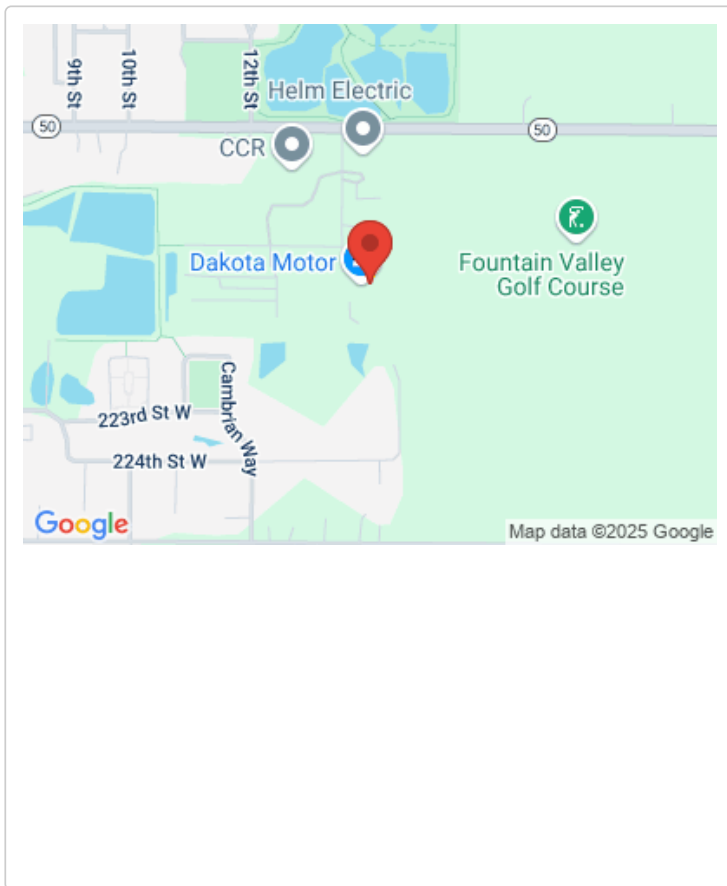 9th St
10th St
12th St
Helm Electric
50
50
CCR
Dakota Motor
Fountain Valley
Golf Course
Cambrian Way
223rd St W
224th St W
Google
Map data ©2025 Google